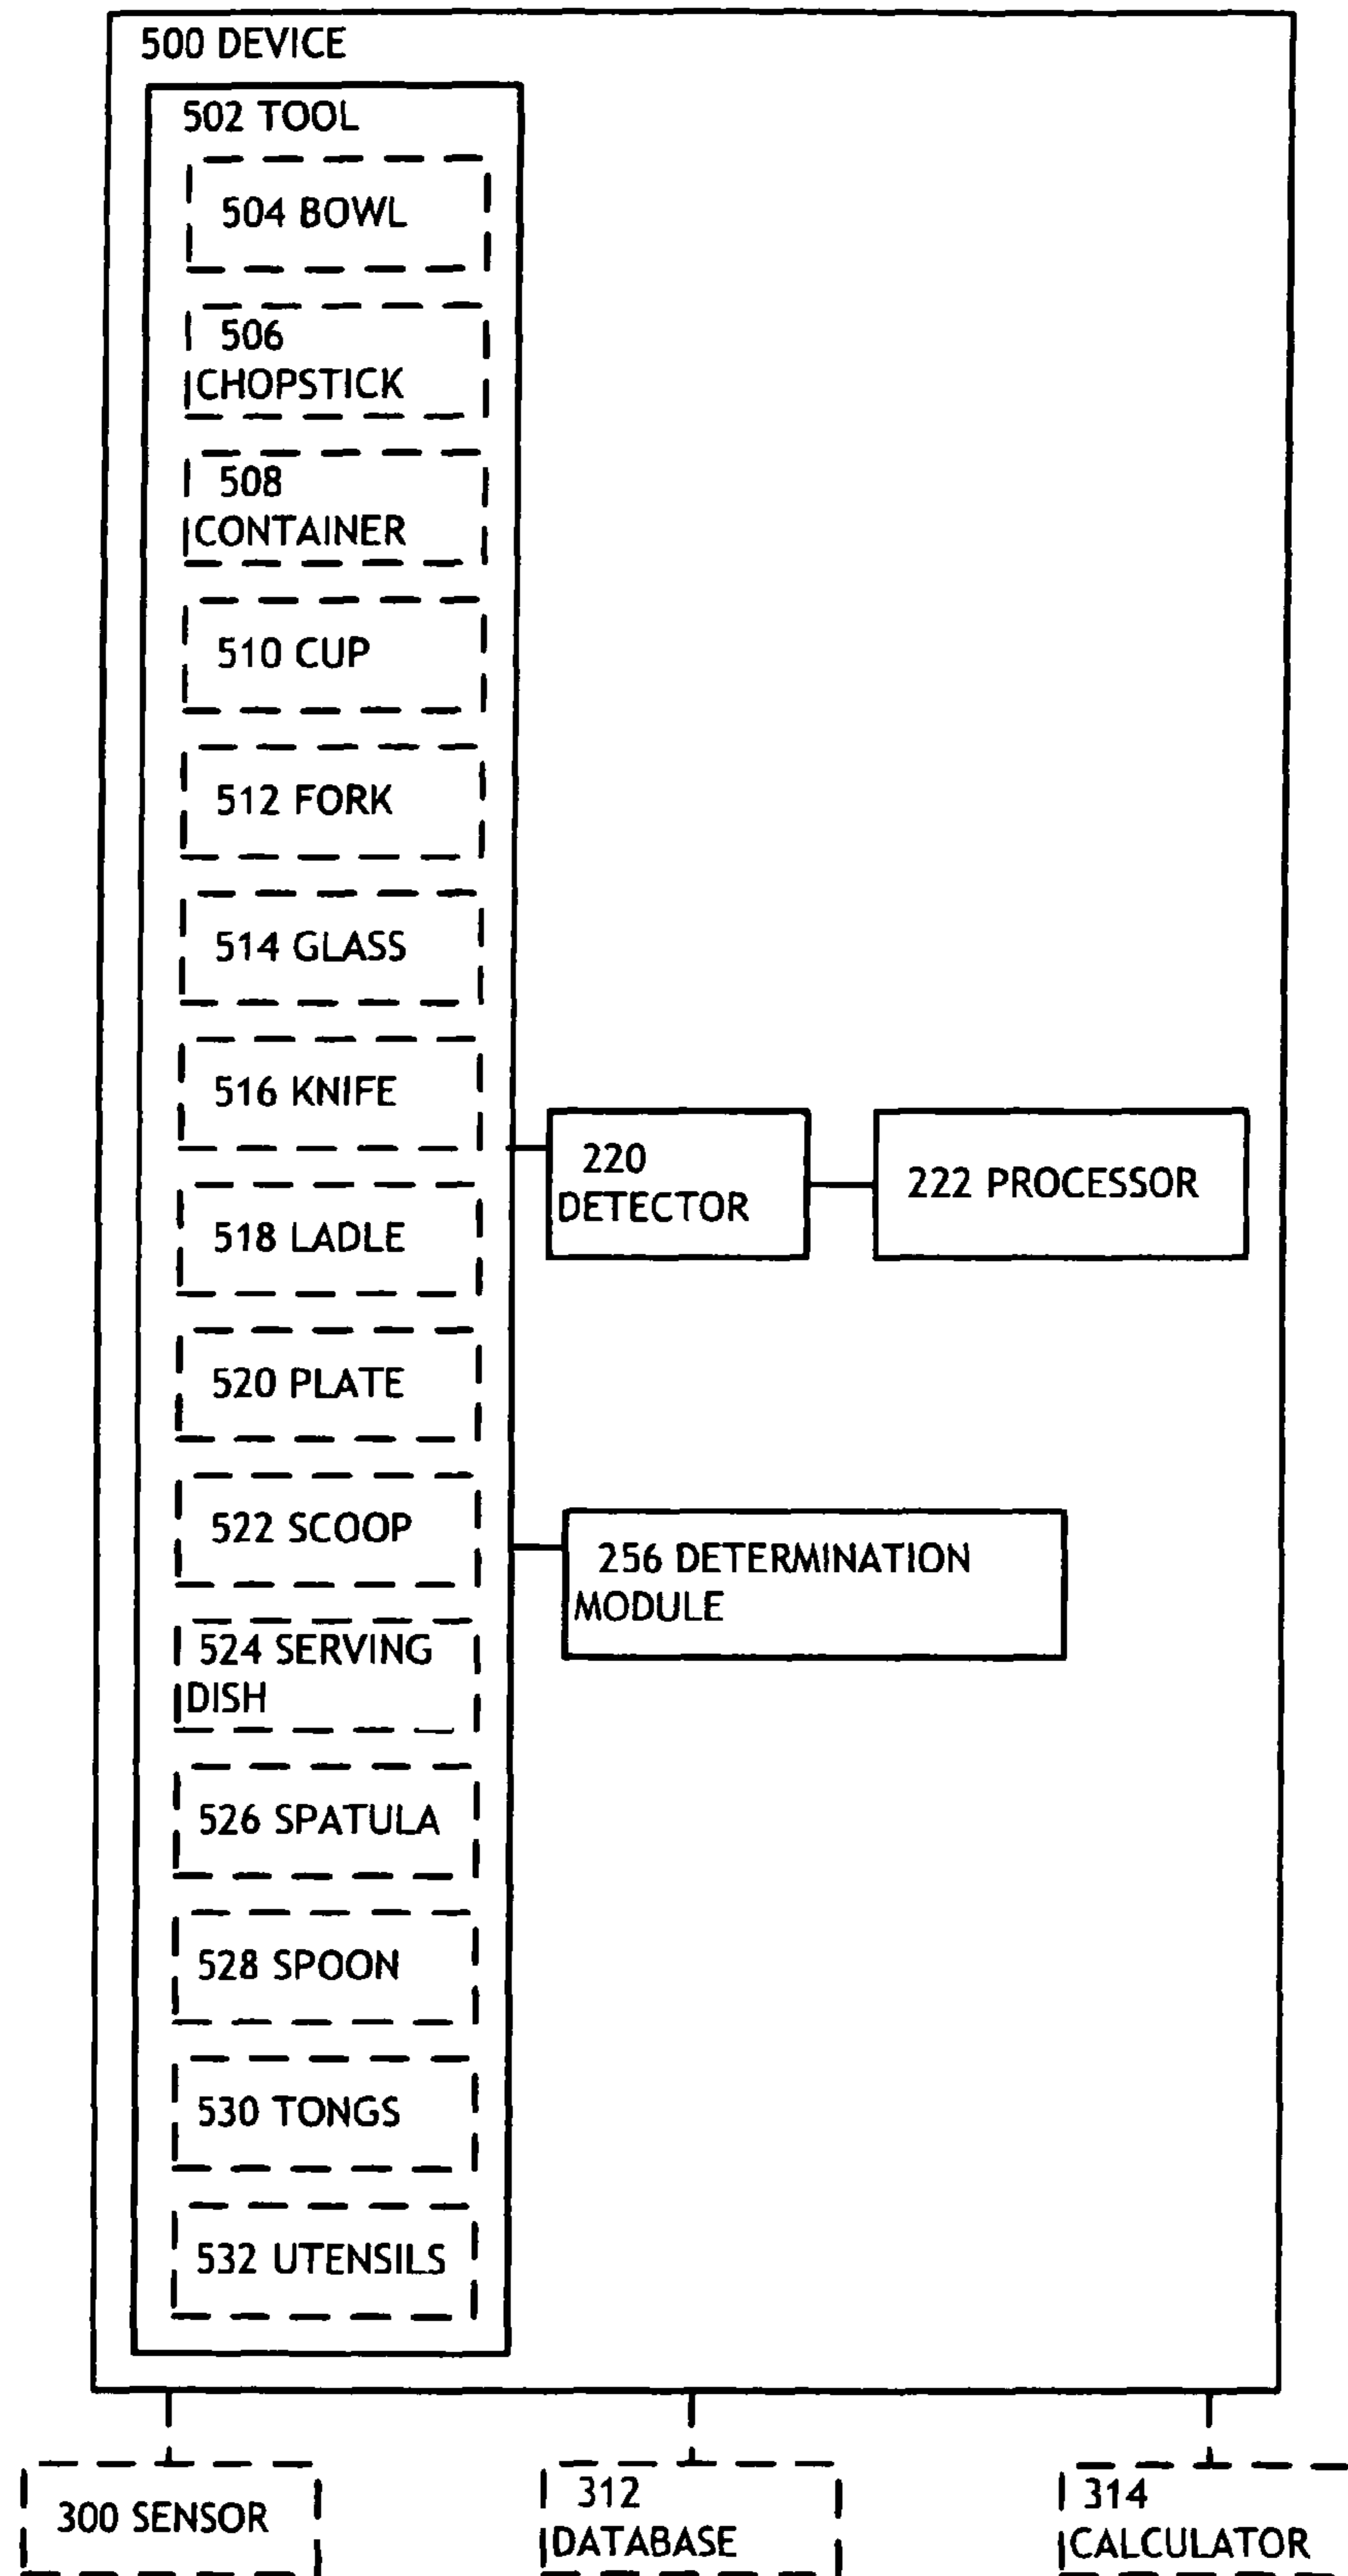 500 DEVICE
502 TOOL
504 BOWL
506
CHOPSTICK
508
CONTAINER
510 CUP
512 FORK
514 GLASS
516 KNIFE
518 LADLE
520 PLATE
522 SCOOP
524 SERVING
DISH
526 SPATULA
528 SPOON
530 TONGS
532 UTENSILS
220
DETECTOR
222 PROCESSOR
256 DETERMINATION
MODULE
300 SENSOR
312
DATABASE
314
CALCULATOR